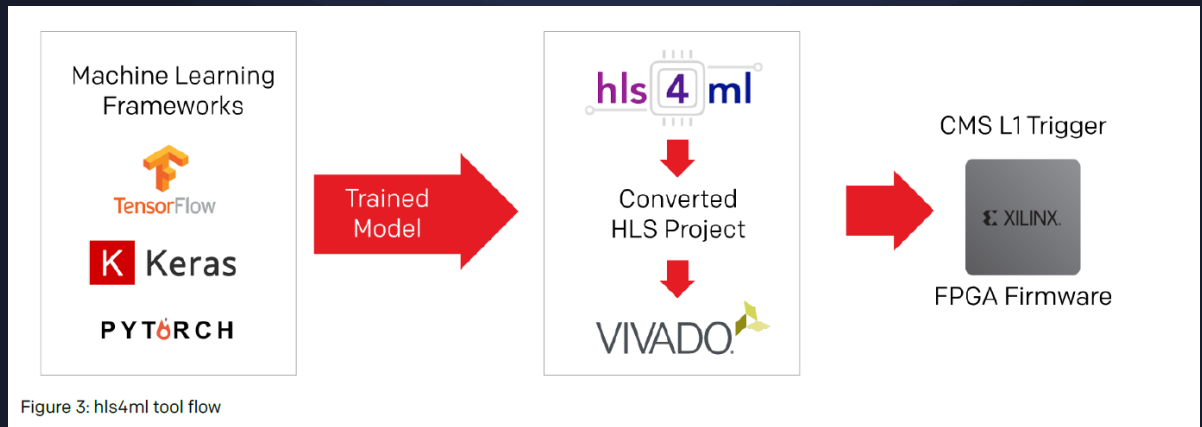 Machine Learning
Frameworks
TensorFlow
K Keras
PYTORCH
Trained
Model
hls 4 ml
Converted
HLS Project
VIVADO.
CMS L1 Trigger
XILINX.
FPGA Firmware
Figure 3: hls4ml tool flow